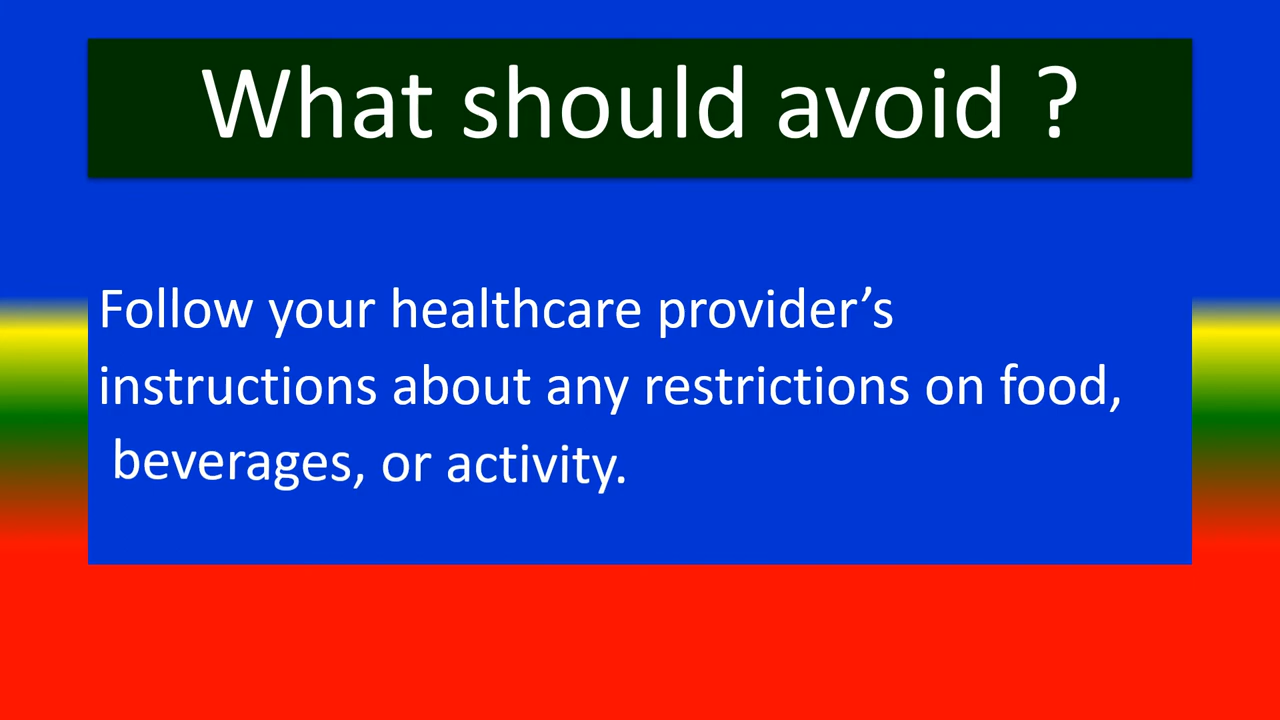 What should avoid ?
Follow your healthcare provider’s
instructions about any restrictions on food,
beverages, or activity.